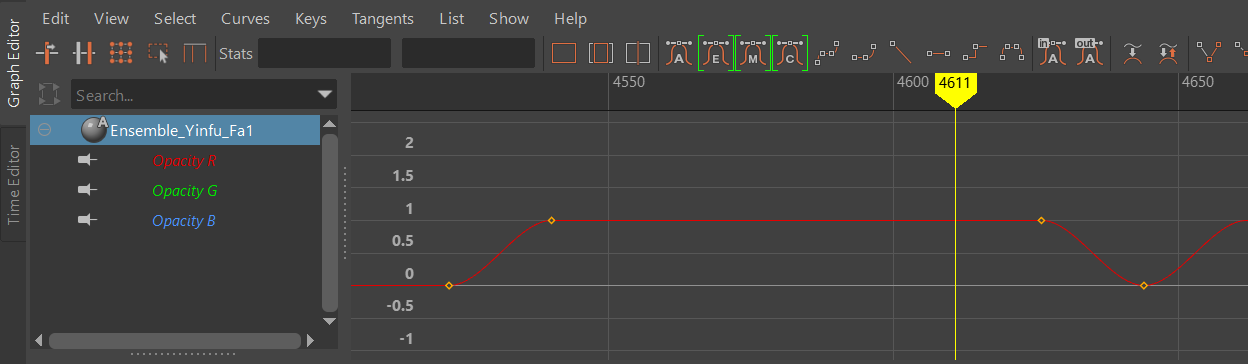 Graph Editor
Time Editor
Edit View Select Curves Keys Tangents List Show Help
Stats
A E M C in A out A
Search...
4550 4600 4611 4650
A
Ensemble_Yinfu_Fa1
Opacity R
Opacity G
Opacity B
2
1.5
1
0.5
0
-0.5
-1